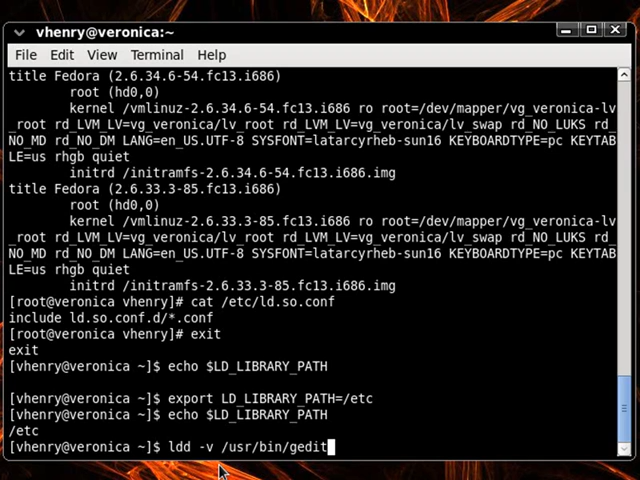 vhenry@veronica:~
File Edit View Terminal Help
title Fedora (2.6.34.6-54.fc13.i686)
root (hd0,0)
kernel /vmlinuz-2.6.34.6-54.fc13.i686 ro root=/dev/mapper/vg_veronica-lv
_root rd_LVM_LV=vg_veronica/lv_root rd_LVM_LV=vg_veronica/lv_swap rd_NO_LUKS rd_
NO_MD rd_NO_DM LANG=en_US.UTF-8 SYSFONT=latarcyrheb-sun16 KEYBOARDTYPE=pc KEYTAB
LE=us rhgb quiet
initrd /initramfs-2.6.34.6-54.fc13.i686.img
title Fedora (2.6.33.3-85.fc13.i686)
root (hd0,0)
kernel /vmlinuz-2.6.33.3-85.fc13.i686 ro root=/dev/mapper/vg_veronica-lv
_root rd_LVM_LV=vg_veronica/lv_root rd_LVM_LV=vg_veronica/lv_swap rd_NO_LUKS rd_
NO_MD rd_NO_DM LANG=en_US.UTF-8 SYSFONT=latarcyrheb-sun16 KEYBOARDTYPE=pc KEYTAB
LE=us rhgb quiet
initrd /initramfs-2.6.33.3-85.fc13.i686.img
[root@veronica vhenry]# cat /etc/ld.so.conf
include ld.so.conf.d/*.conf
[root@veronica vhenry]# exit
exit
[vhenry@veronica ~]$ echo $LD_LIBRARY_PATH
[vhenry@veronica ~]$ export LD_LIBRARY_PATH=/etc
[vhenry@veronica ~]$ echo $LD_LIBRARY_PATH
/etc
[vhenry@veronica ~]$ ldd -v /usr/bin/gedit